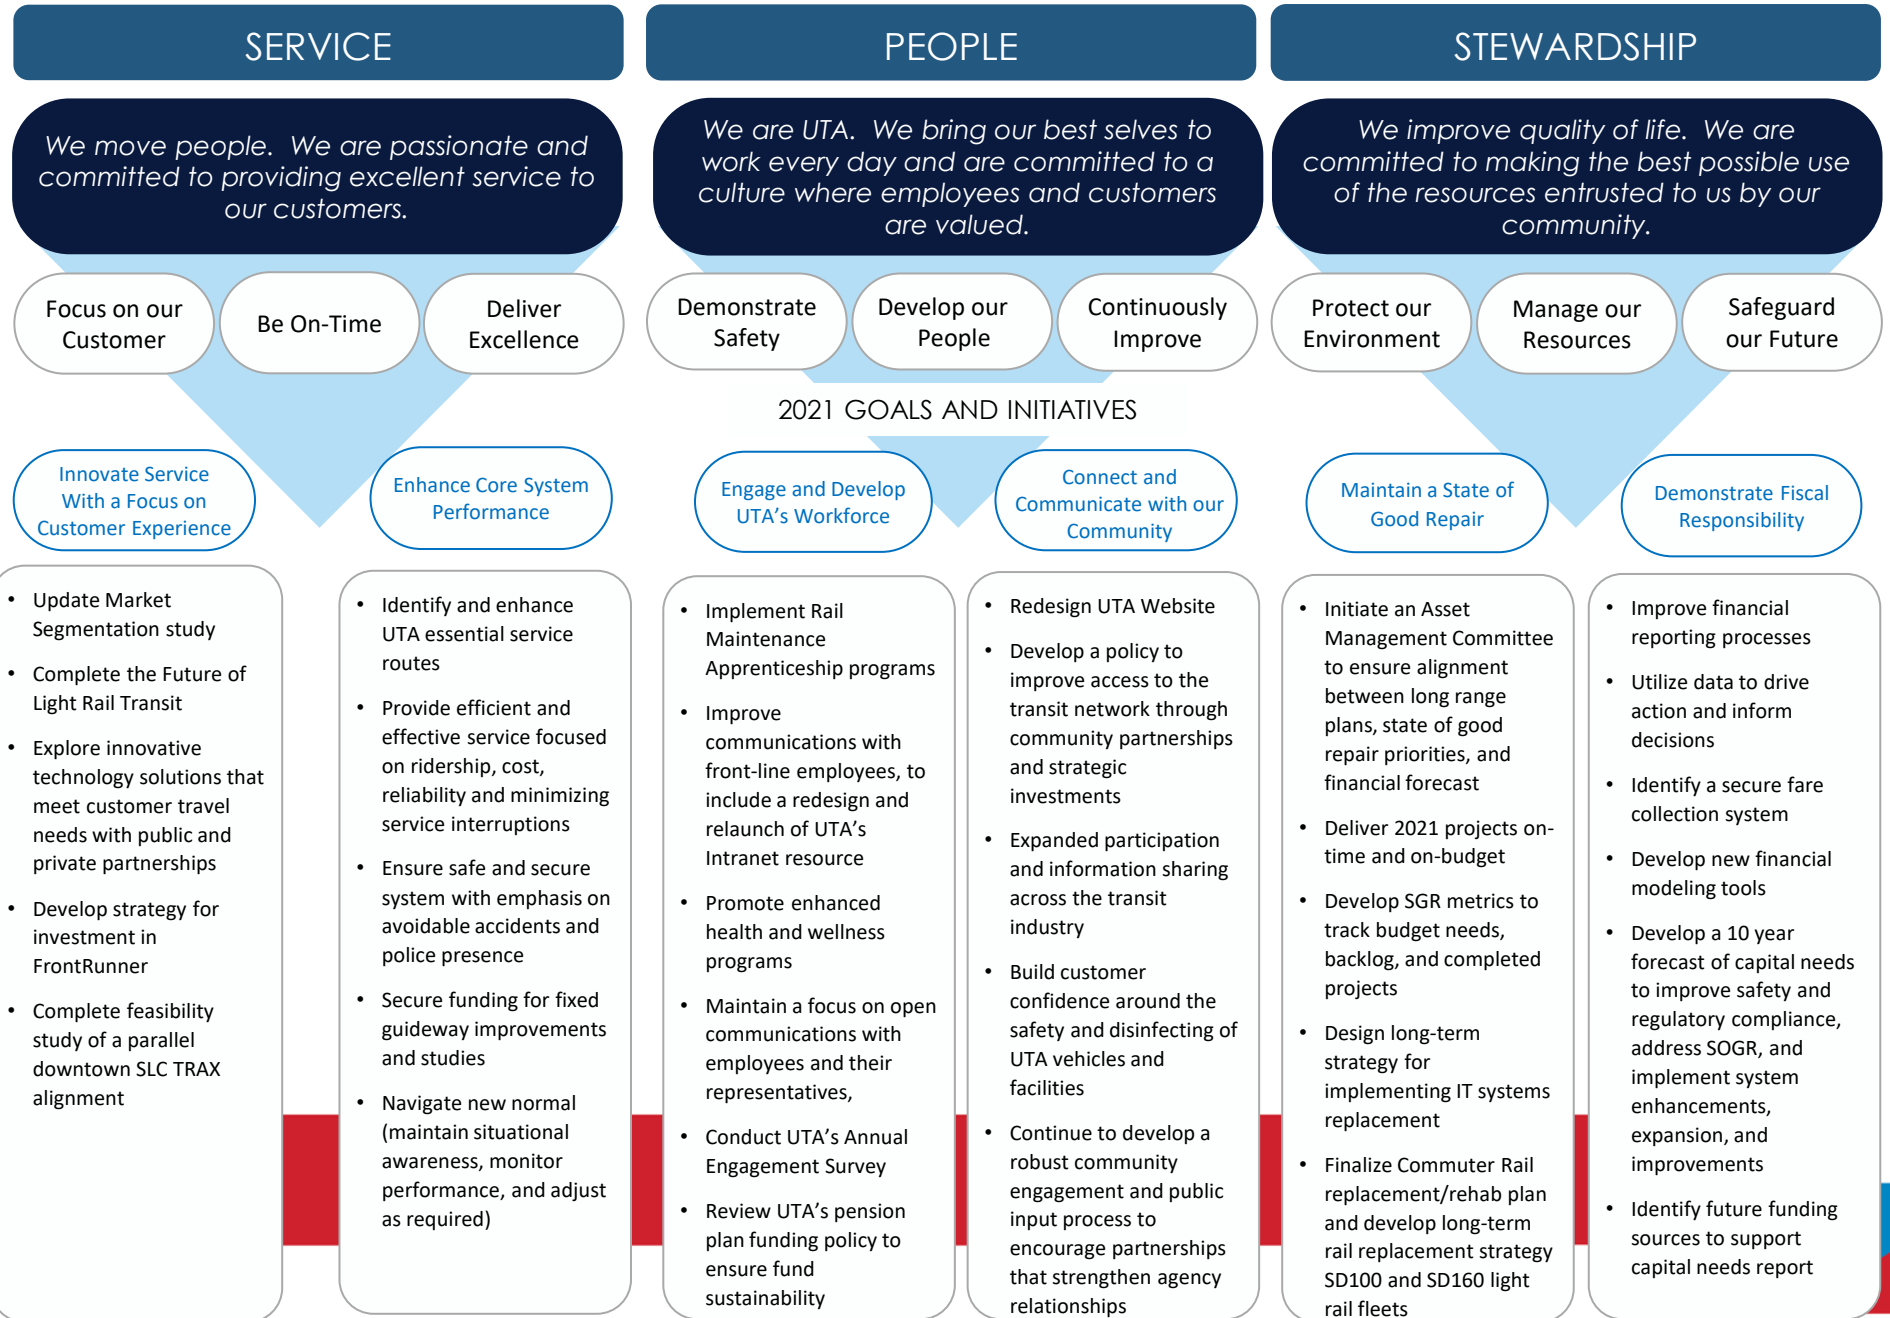 SERVICE
We move people.  We are passionate and
committed to providing excellent service to
our customers.
Focus on our
Customer
Be On-Time
Deliver
Excellence
PEOPLE
We are UTA.  We bring our best selves to
work every day and are committed to a
culture where employees and customers
are valued.
Demonstrate
Safety
Develop our
People
Continuously
Improve
STEWARDSHIP
We improve quality of life.  We are
committed to making the best possible use
of the resources entrusted to us by our
community.
Protect our
Environment
Manage our
Resources
Safeguard
our Future
2021 GOALS AND INITIATIVES
Innovate Service
With a Focus on
Customer Experience
• Update Market
Segmentation study
• Complete the Future of
Light Rail Transit
• Explore innovative
technology solutions that
meet customer travel
needs with public and
private partnerships
• Develop strategy for
investment in
FrontRunner
• Complete feasibility
study of a parallel
downtown SLC TRAX
alignment
Enhance Core System
Performance
• Identify and enhance
UTA essential service
routes
• Provide efficient and
effective service focused
on ridership, cost,
reliability and minimizing
service interruptions
• Ensure safe and secure
system with emphasis on
avoidable accidents and
police presence
• Secure funding for fixed
guideway improvements
and studies
• Navigate new normal
(maintain situational
awareness, monitor
performance, and adjust
as required)
Engage and Develop
UTA's Workforce
• Implement Rail
Maintenance
Apprenticeship programs
• Improve
communications with
front-line employees, to
include a redesign and
relaunch of UTA's
Intranet resource
• Promote enhanced
health and wellness
programs
• Maintain a focus on open
communications with
employees and their
representatives,
• Conduct UTA's Annual
Engagement Survey
• Review UTA's pension
plan funding policy to
ensure fund
sustainability
Connect and
Communicate with our
Community
• Redesign UTA Website
• Develop a policy to
improve access to the
transit network through
community partnerships
and strategic
investments
• Expanded participation
and information sharing
across the transit
industry
• Build customer
confidence around the
safety and disinfecting of
UTA vehicles and
facilities
• Continue to develop a
robust community
engagement and public
input process to
encourage partnerships
that strengthen agency
relationships
Maintain a State of
Good Repair
• Initiate an Asset
Management Committee
to ensure alignment
between long range
plans, state of good
repair priorities, and
financial forecast
• Deliver 2021 projects on-
time and on-budget
• Develop SGR metrics to
track budget needs,
backlog, and completed
projects
• Design long-term
strategy for
implementing IT systems
replacement
• Finalize Commuter Rail
replacement/rehab plan
and develop long-term
rail replacement strategy
SD100 and SD160 light
rail fleets
Demonstrate Fiscal
Responsibility
• Improve financial
reporting processes
• Utilize data to drive
action and inform
decisions
• Identify a secure fare
collection system
• Develop new financial
modeling tools
• Develop a 10 year
forecast of capital needs
to improve safety and
regulatory compliance,
address SOGR, and
implement system
enhancements,
expansion, and
improvements
• Identify future funding
sources to support
capital needs report